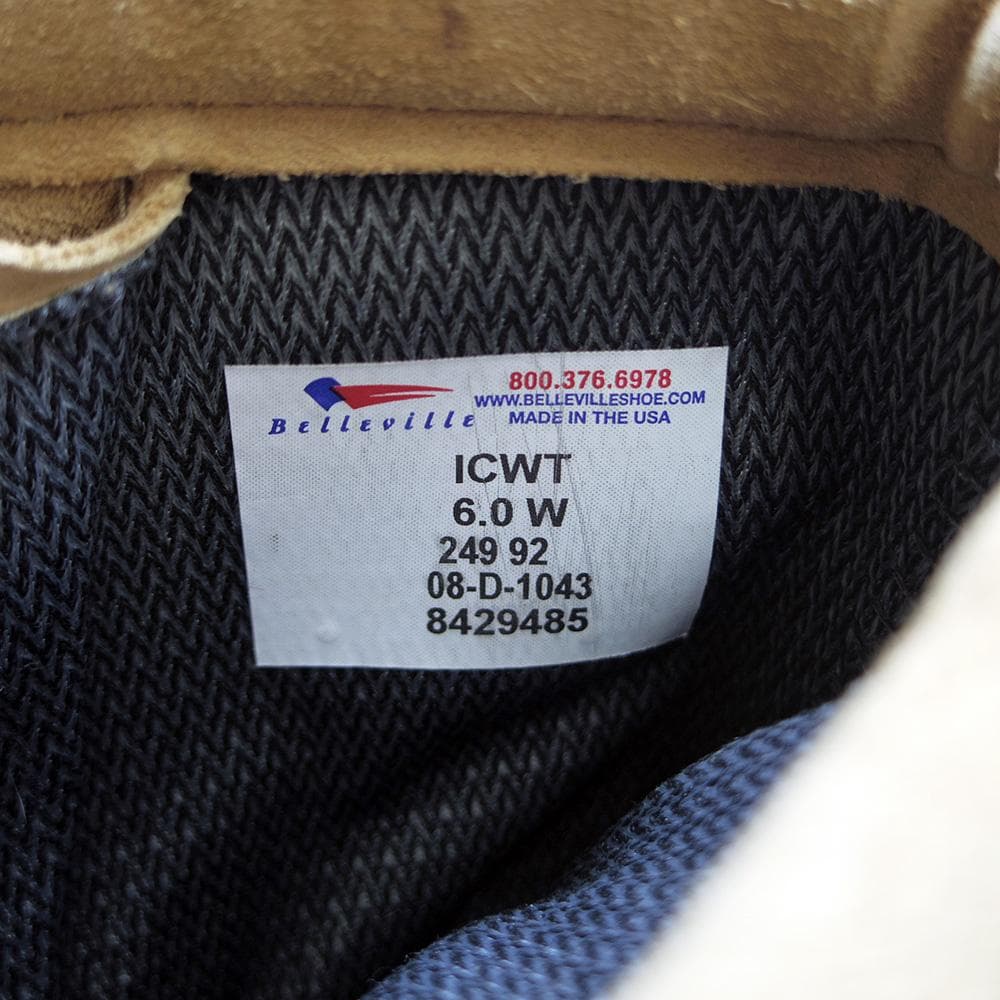 Belleville
800.376.6978
WWW.BELLEVILLESHOE.COM
MADE IN THE USA
ICWT
6.0 W
249 92
08-D-1043
8429485